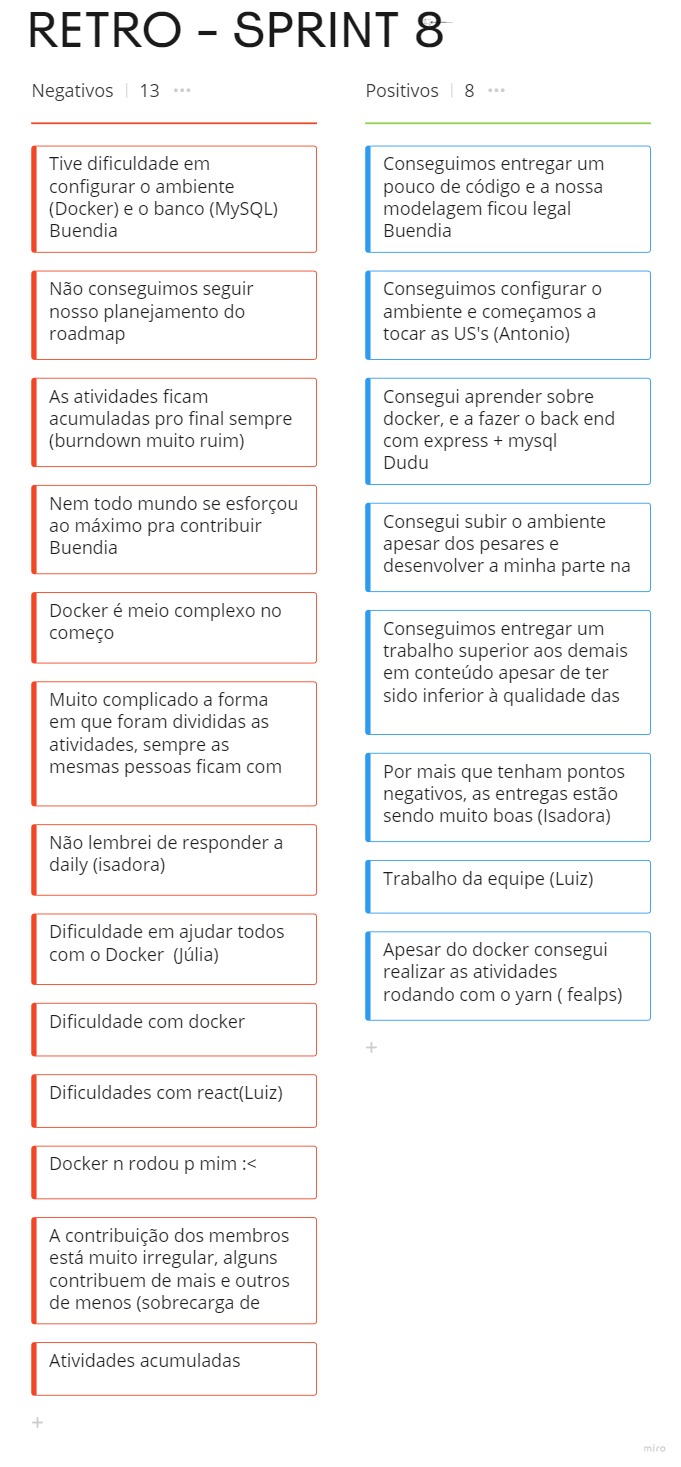 RETRO - SPRINT 8
Negativos | 13 ...
Tive dificuldade em
configurar o ambiente
(Docker) e o banco (MySQL)
Buendia
Não conseguimos seguir
nosso planejamento do
roadmap
As atividades ficam
acumuladas pro final sempre
(burndown muito ruim)
Nem todo mundo se esforçou
ao máximo pra contribuir
Buendia
Docker é meio complexo no
começo
Muito complicado a forma
em que foram divididas as
atividades, sempre as
mesmas pessoas ficam com
Não lembrei de responder a
daily (isadora)
Dificuldade em ajudar todos
com o Docker (Júlia)
Dificuldade com docker
Dificuldades com react(Luiz)
Docker n rodou p mim :<
A contribuição dos membros
está muito irregular, alguns
contribuem de mais e outros
de menos (sobrecarga de
Atividades acumuladas
+
Positivos | 8 ...
Conseguimos entregar um
pouco de código e a nossa
modelagem ficou legal
Buendia
Conseguimos configurar o
ambiente e começamos a
tocar as US's (Antonio)
Consegui aprender sobre
docker, e a fazer o back end
com express + mysql
Dudu
Consegui subir o ambiente
apesar dos pesares e
desenvolver a minha parte na
Conseguimos entregar um
trabalho superior aos demais
em conteúdo apesar de ter
sido inferior à qualidade das
Por mais que tenham pontos
negativos, as entregas estão
sendo muito boas (Isadora)
Trabalho da equipe (Luiz)
Apesar do docker consegui
realizar as atividades
rodando com o yarn ( fealps)
+
miro